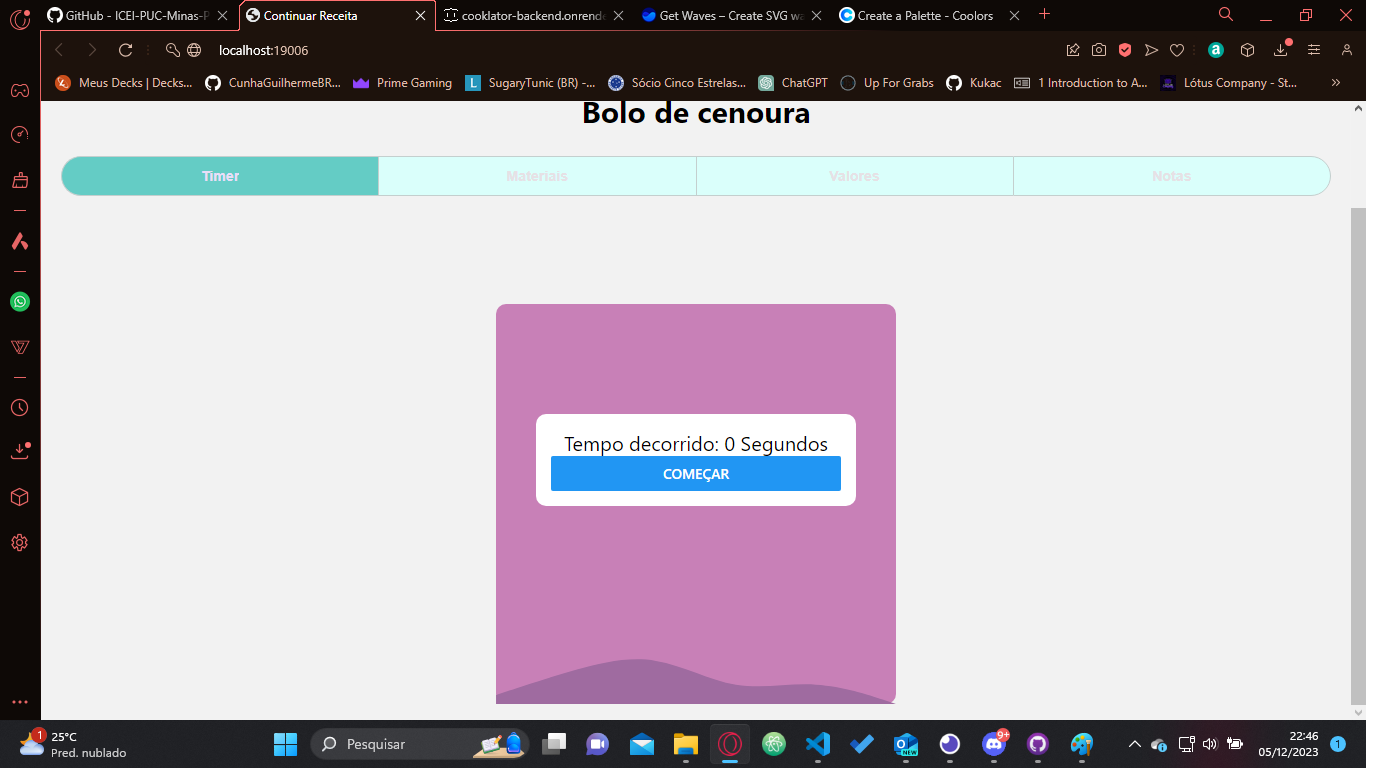 GitHub - ICEI-PUC-Minas-P
Continuar Receita
cooklator-backend.onrende
Get Waves – Create SVG wa
Create a Palette - Coolors
localhost:19006
Meus Decks | Decks...
CunhaGuilhermeBR...
Prime Gaming
L
SugaryTunic (BR) -...
Sócio Cinco Estrelas...
ChatGPT
Up For Grabs
Kukac
1 Introduction to A...
Lótus Company - St...
Bolo de cenoura
Timer
Materiais
Valores
Notas
Tempo decorrido: 0 Segundos
COMEÇAR
1
25°C
Pred. nublado
Pesquisar
NEW
9+
22:46
05/12/2023
1